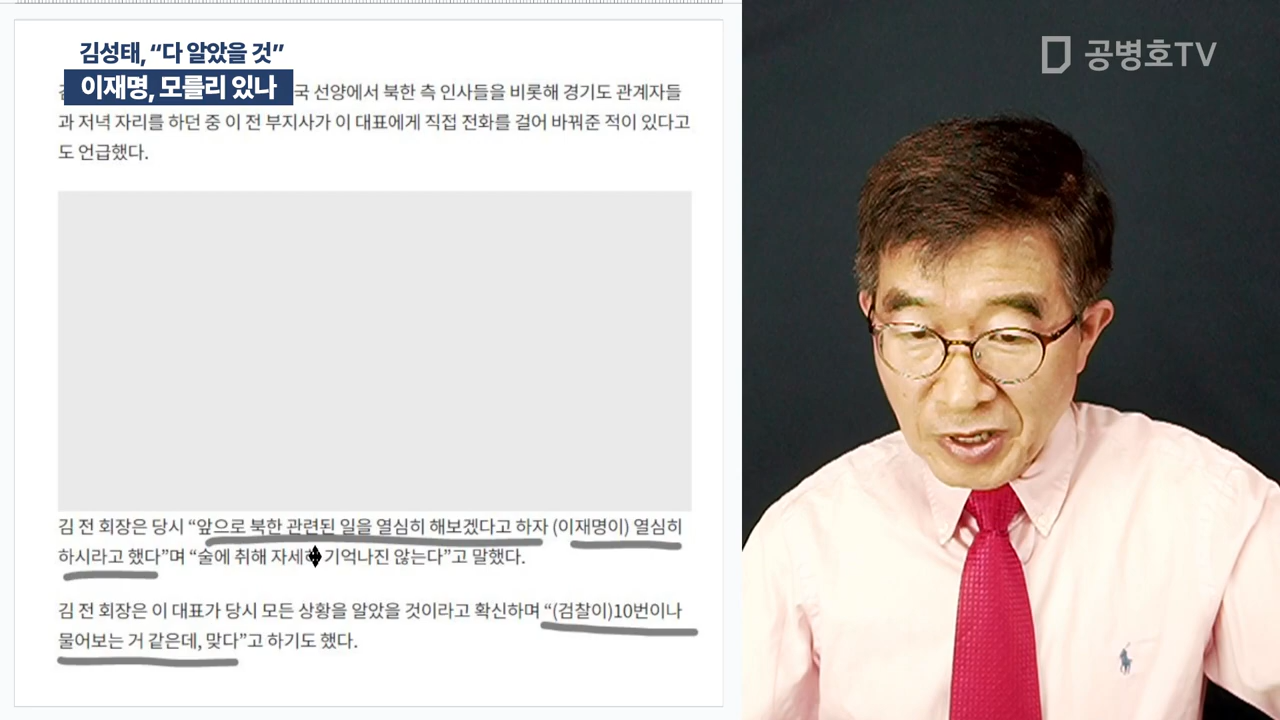 김성태, “다 알았을 것”
이재명, 모를리 있나
공병호TV
국 선양에서 북한 측 인사들을 비롯해 경기도 관계자들
과 저녁 자리를 하던 중 이 전 부지사가 이 대표에게 직접 전화를 걸어 바꿔준 적이 있다고
도 언급했다.
김 전 회장은 당시 “앞으로 북한 관련된 일을 열심히 해보겠다고 하자 (이재명이) 열심히
하시라고 했다”며 “술에 취해 자세 기억나진 않는다”고 말했다.
김 전 회장은 이 대표가 당시 모든 상황을 알았을 것이라고 확신하며 “(검찰이)10번이나
물어보는 거 같은데, 맞다”고 하기도 했다.